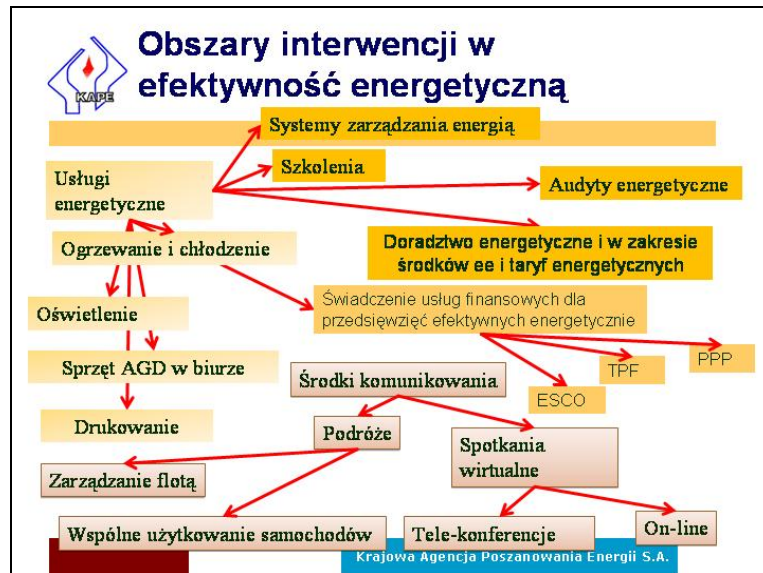 Obszary interwencji w
efektywność energetyczną
KAPE
Systemy zarządzania energią
Szkolenia
Usługi
energetyczne
Audyty energetyczne
Ogrzewanie i chłodzenie
Doradztwo energetyczne i w zakresie
środków ee i taryf energetycznych
Oświetlenie
Świadczenie usług finansowych dla
przedsięwzięć efektywnych energetycznie
Sprzęt AGD w biurze
PPP
TPF
ESCO
Środki komunikowania
Drukowanie
Podróże
Spotkania
wirtualne
Zarządzanie flotą
Wspólne użytkowanie samochodów
Tele-konferencje
On-line
Krajowa Agencja Poszanowania Energii S.A.